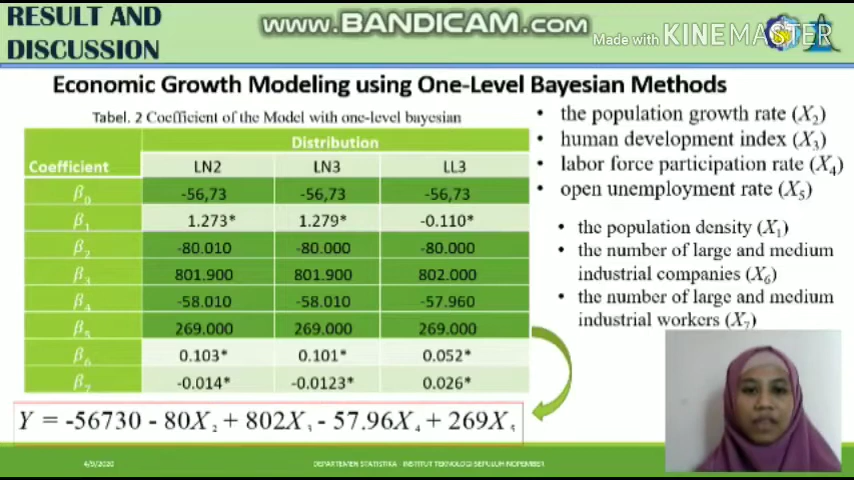 RESULT AND
DISCUSSION
WWW.BANDICAM.COM
Made with KINEMASTER
Economic Growth Modeling using One-Level Bayesian Methods
Tabel. 2 Coefficient of the Model with one-level bayesian
Coefficient Distribution
LN2 LN3 LL3
β₀ -56,73 -56,73 -56,73
β₁ 1.273* 1.279* -0.110*
β₂ -80.010 -80.000 -80.000
β₃ 801.900 801.900 802.000
β₄ -58.010 -58.010 -57.960
β₅ 269.000 269.000 269.000
β₆ 0.103* 0.101* 0.052*
β₇ -0.014* -0.0123* 0.026*
Y = -56730 - 80X₂ + 802X₃ - 57.96X₄ + 269X₅
• the population growth rate (X₂)
• human development index (X₃)
• labor force participation rate (X₄)
• open unemployment rate (X₅)
• the population density (X₁)
• the number of large and medium
industrial companies (X₆)
• the number of large and medium
industrial workers (X₇)
4/9/2020
DEPARTEMEN STATISTIKA - INSTITUT TEKNOLOGI SEPULUH NOPEMBER